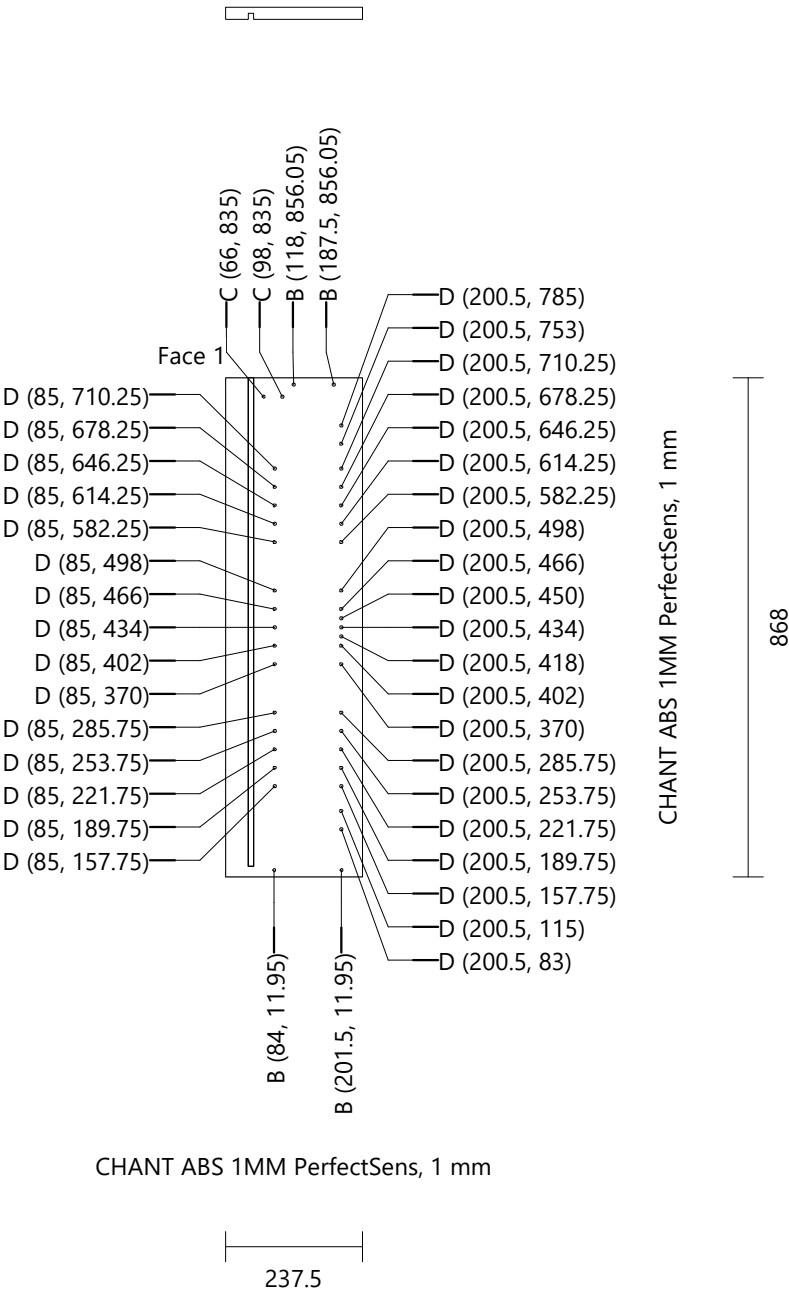 C (66, 835)
C (98, 835)
B (118, 856.05)
B (187.5, 856.05)
Face 1
D (85, 710.25)
D (85, 678.25)
D (85, 646.25)
D (85, 614.25)
D (85, 582.25)
D (85, 498)
D (85, 466)
D (85, 434)
D (85, 402)
D (85, 370)
D (85, 285.75)
D (85, 253.75)
D (85, 221.75)
D (85, 189.75)
D (85, 157.75)
D (200.5, 785)
D (200.5, 753)
D (200.5, 710.25)
D (200.5, 678.25)
D (200.5, 646.25)
D (200.5, 614.25)
D (200.5, 582.25)
D (200.5, 498)
D (200.5, 466)
D (200.5, 450)
D (200.5, 434)
D (200.5, 418)
D (200.5, 402)
D (200.5, 370)
D (200.5, 285.75)
D (200.5, 253.75)
D (200.5, 221.75)
D (200.5, 189.75)
D (200.5, 157.75)
D (200.5, 115)
D (200.5, 83)
CHANT ABS 1MM PerfectSens, 1 mm
868
B (84, 11.95)
B (201.5, 11.95)
CHANT ABS 1MM PerfectSens, 1 mm
237.5